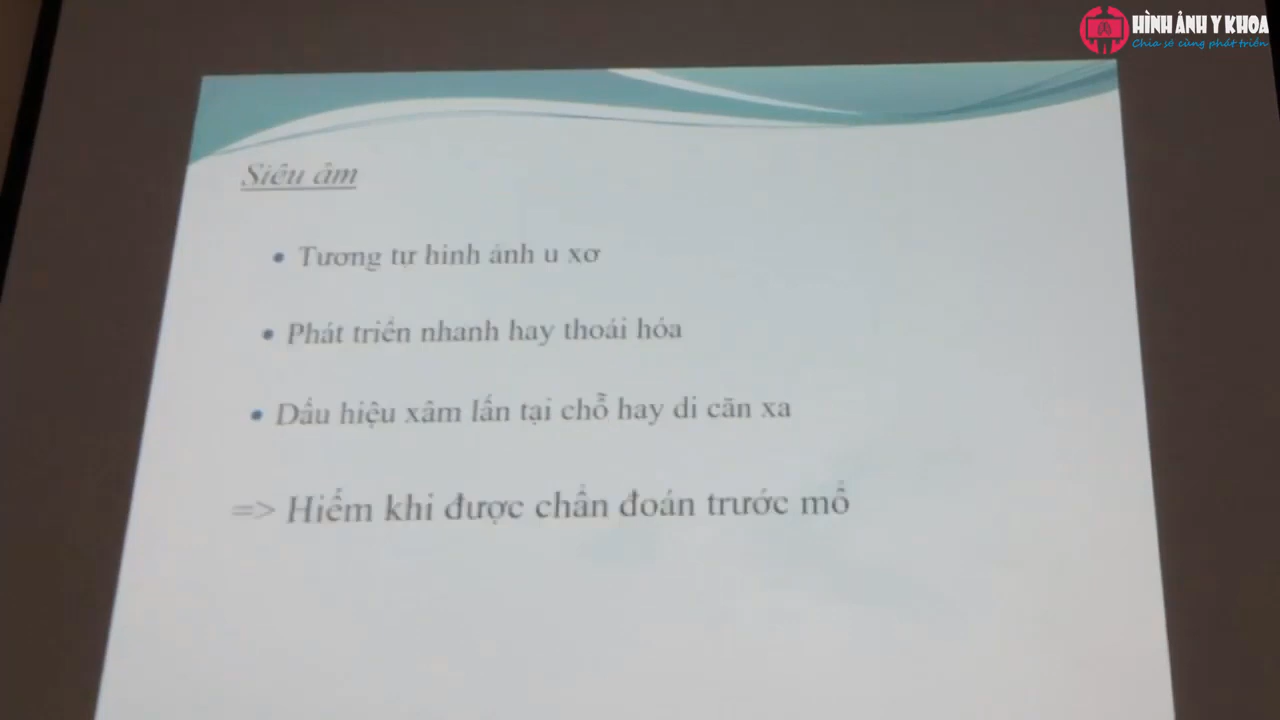 HÌNH ẢNH Y KHOA
Chia sẻ cùng phát triển
Siêu âm
• Tương tự hình ảnh u xơ
• Phát triển nhanh hay thoái hóa
• Dấu hiệu xâm lấn tại chỗ hay di căn xa
=> Hiếm khi được chẩn đoán trước mổ